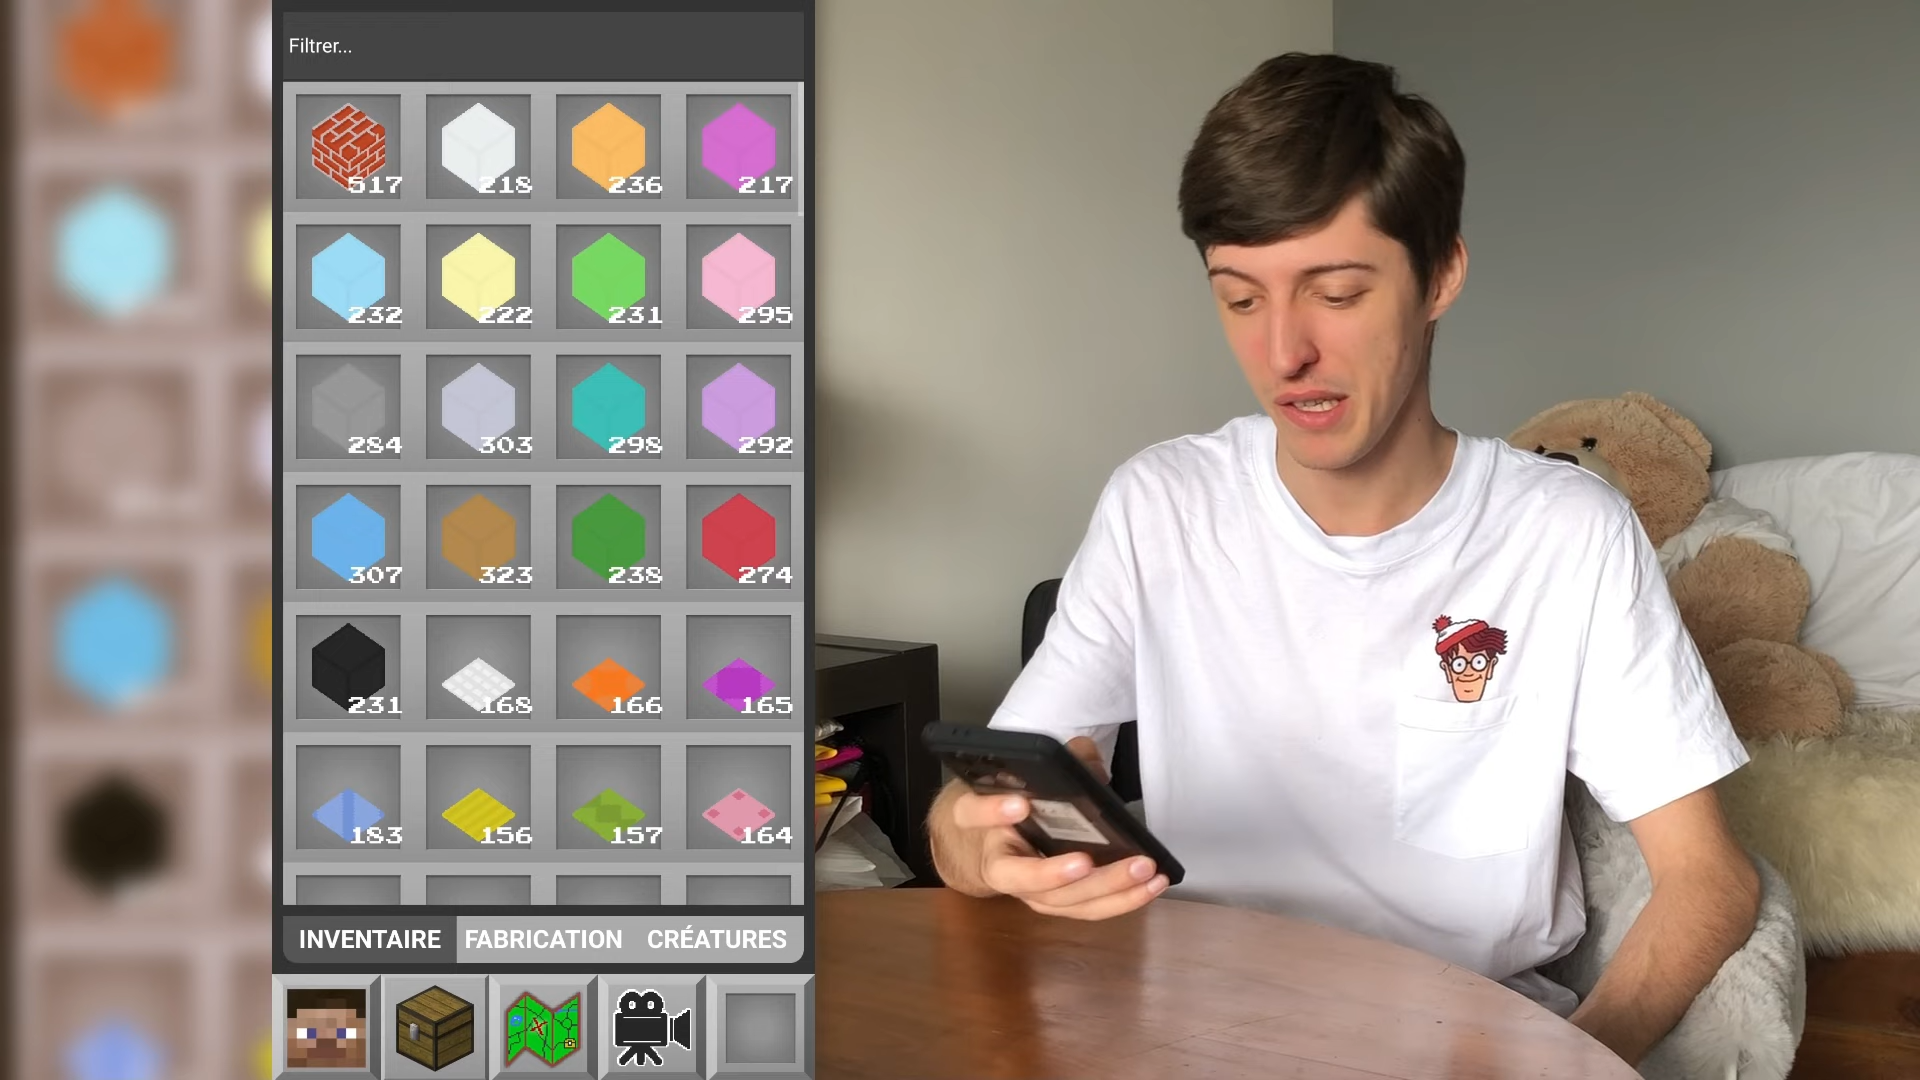 Filtrer...
517 218 236 217
232 222 231 295
284 303 298 292
307 323 238 274
231 168 166 165
183 156 157 164
INVENTAIRE FABRICATION CRÉATURES